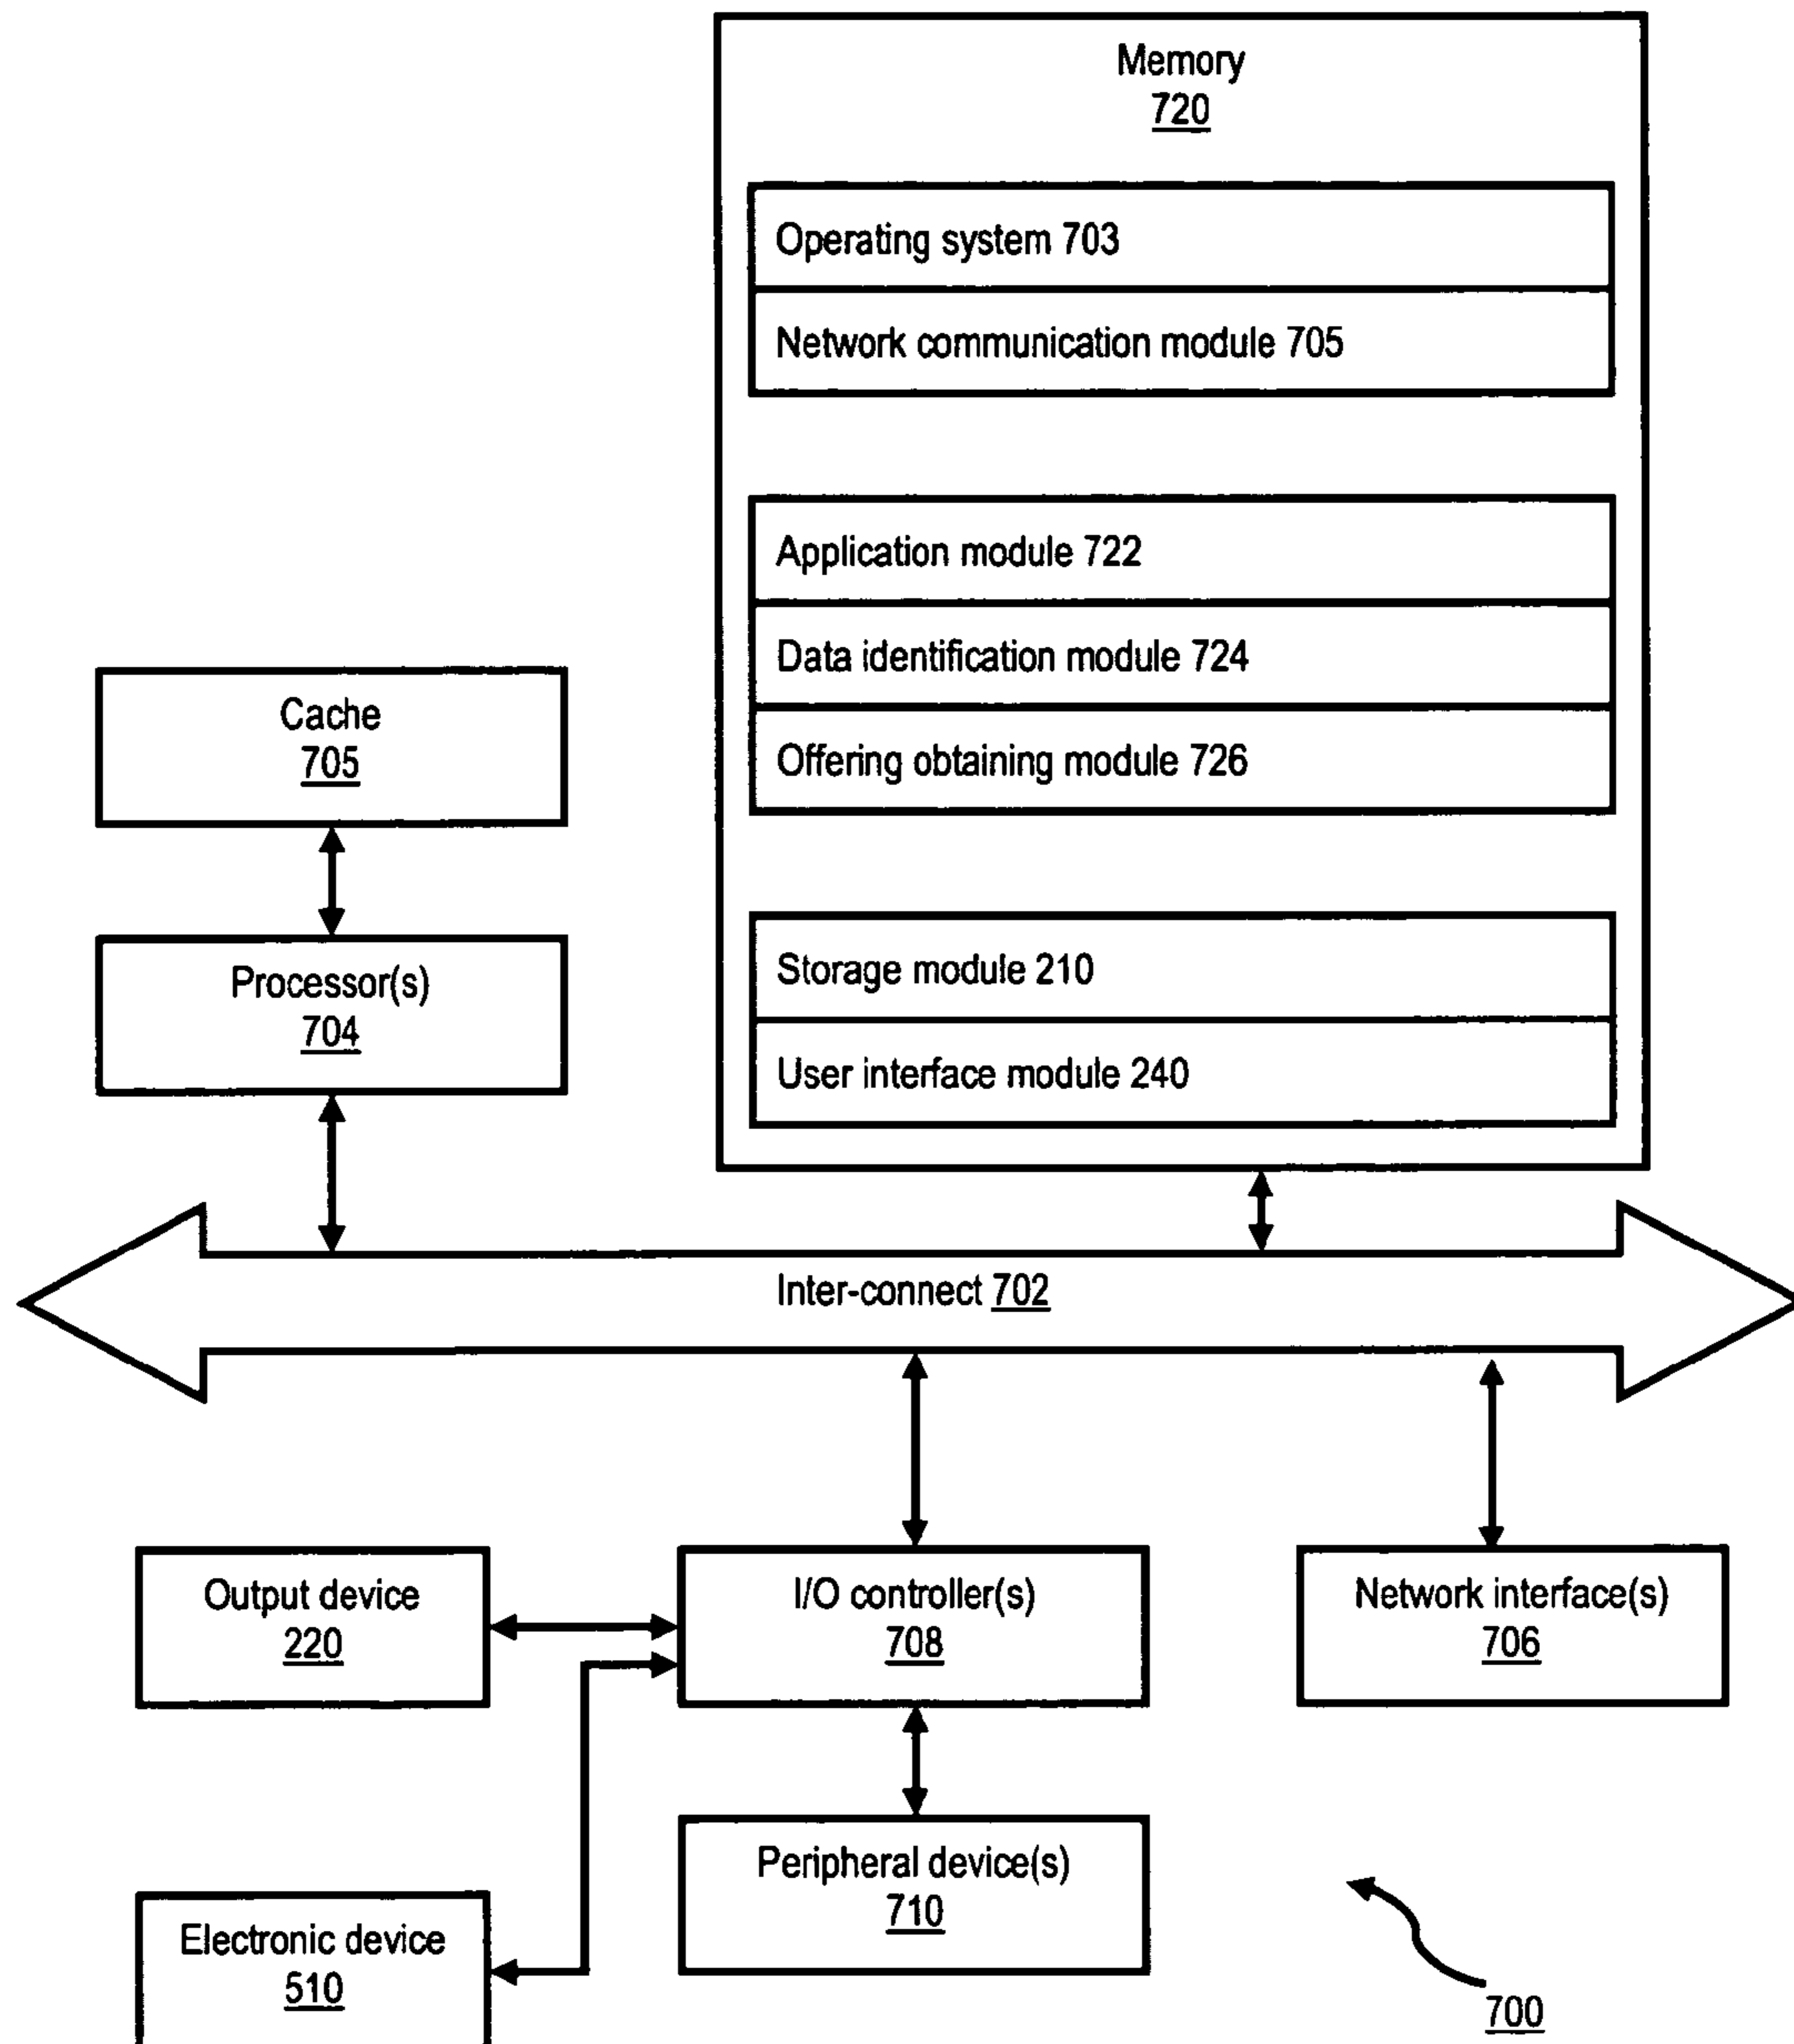 Memory
720
Operating system 703
Network communication module 705
Application module 722
Data identification module 724
Offering obtaining module 726
Cache
705
Processor(s)
704
Storage module 210
User interface module 240
Inter-connect 702
Output device
220
I/O controller(s)
708
Network interface(s)
706
Peripheral device(s)
710
Electronic device
510
700